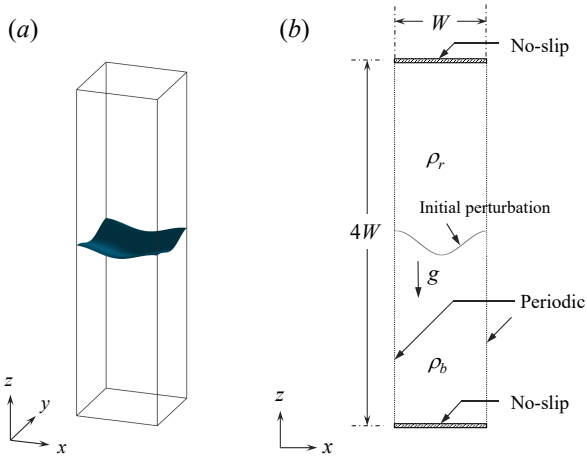 (a)
z
y
x
(b)
W
No-slip
ρr
Initial perturbation
4W
g
Periodic
ρb
z
No-slip
x